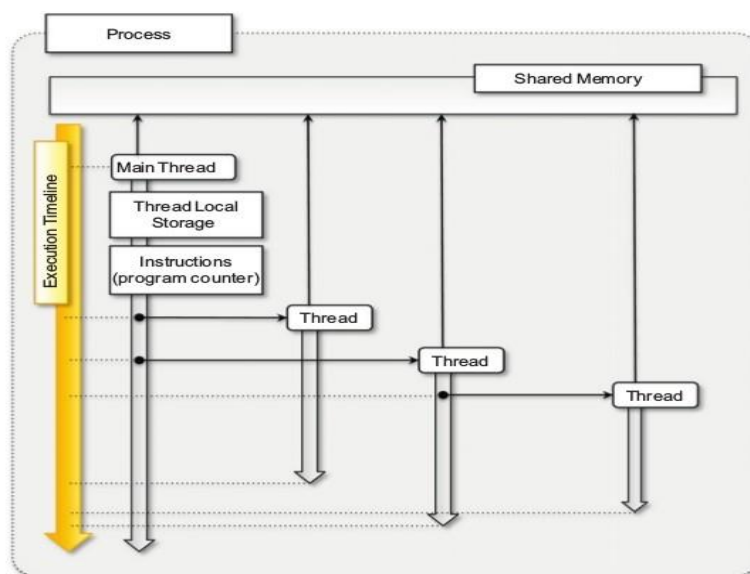 Process
Shared Memory
Execution Timeline
Main Thread
Thread Local
Storage
Instructions
(program counter)
Thread
Thread
Thread